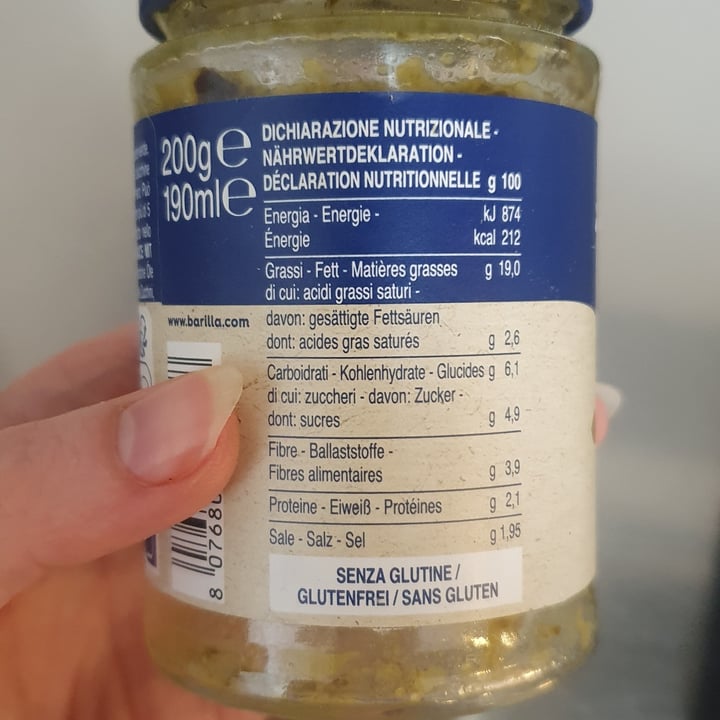 200g e
190ml e
DICHIARAZIONE NUTRIZIONALE -
NÄHRWERTDEKLARATION -
DÉCLARATION NUTRITIONNELLE g 100
Energia - Energie - kJ 874
Énergie kcal 212
Grassi - Fett - Matières grasses g 19,0
di cui: acidi grassi saturi -
davon: gesättigte Fettsäuren
dont: acides gras saturés g 2,6
Carboidrati - Kohlenhydrate - Glucides g 6,1
di cui: zuccheri - davon: Zucker -
dont: sucres g 4,9
Fibre - Ballaststoffe -
Fibres alimentaires g 3,9
Proteine - Eiweiß - Protéines g 2,1
Sale - Salz - Sel g 1,95
SENZA GLUTINE /
GLUTENFREI / SANS GLUTEN
www.barilla.com
8 07680